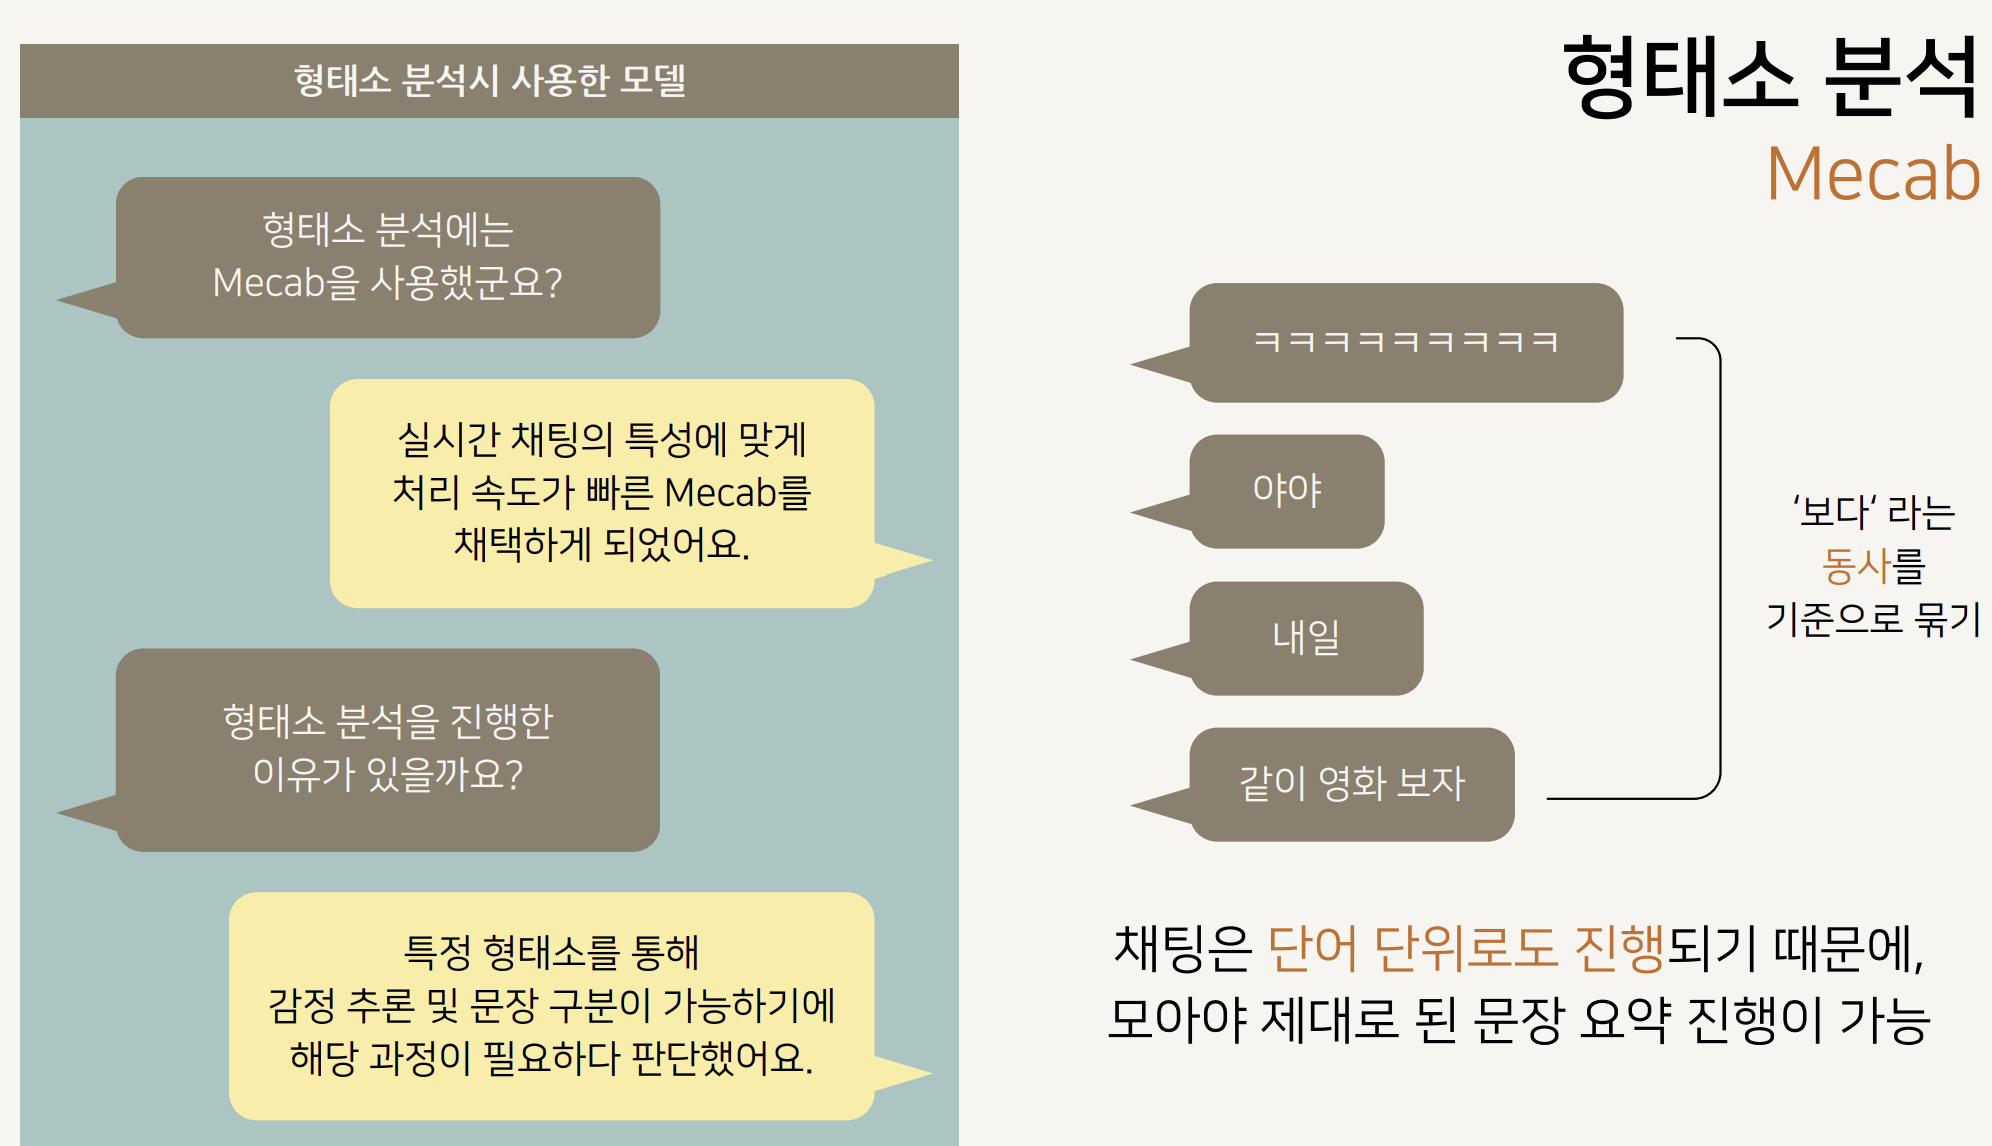 형태소 분석시 사용한 모델
형태소 분석에는
Mecab을 사용했군요?
실시간 채팅의 특성에 맞게
처리 속도가 빠른 Mecab를
채택하게 되었어요.
형태소 분석을 진행한
이유가 있을까요?
특정 형태소를 통해
감정 추론 및 문장 구분이 가능하기에
해당 과정이 필요하다 판단했어요.
형태소 분석
Mecab
ㅋㅋㅋㅋㅋㅋㅋㅋㅋ
야야
내일
같이 영화 보자
‘보다‘ 라는
동사를
기준으로 묶기
채팅은 단어 단위로도 진행되기 때문에,
모아야 제대로 된 문장 요약 진행이 가능